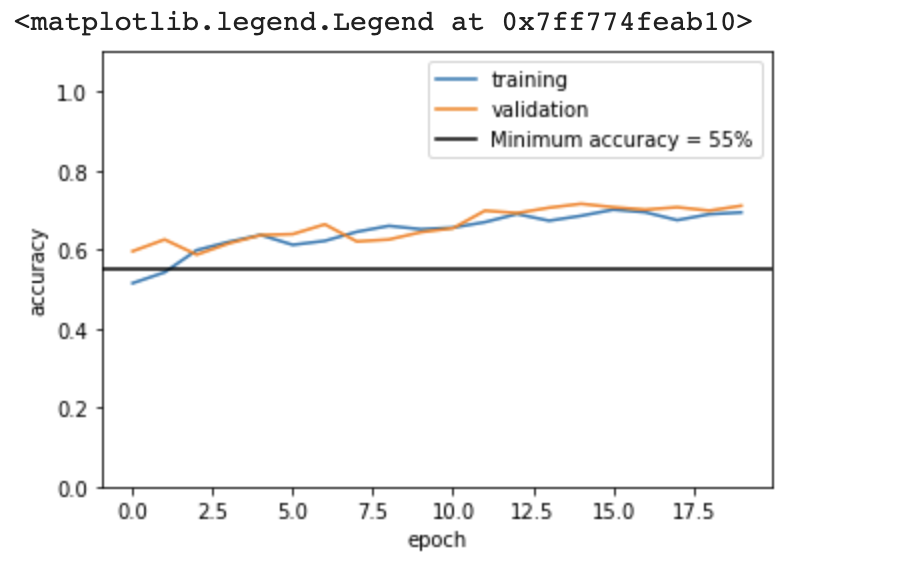 <matplotlib.legend.Legend at 0x7ff774feab10>
training
validation
Minimum accuracy = 55%
1.0
0.8
0.6
0.4
0.2
0.0
accuracy
0.0 2.5 5.0 7.5 10.0 12.5 15.0 17.5
epoch